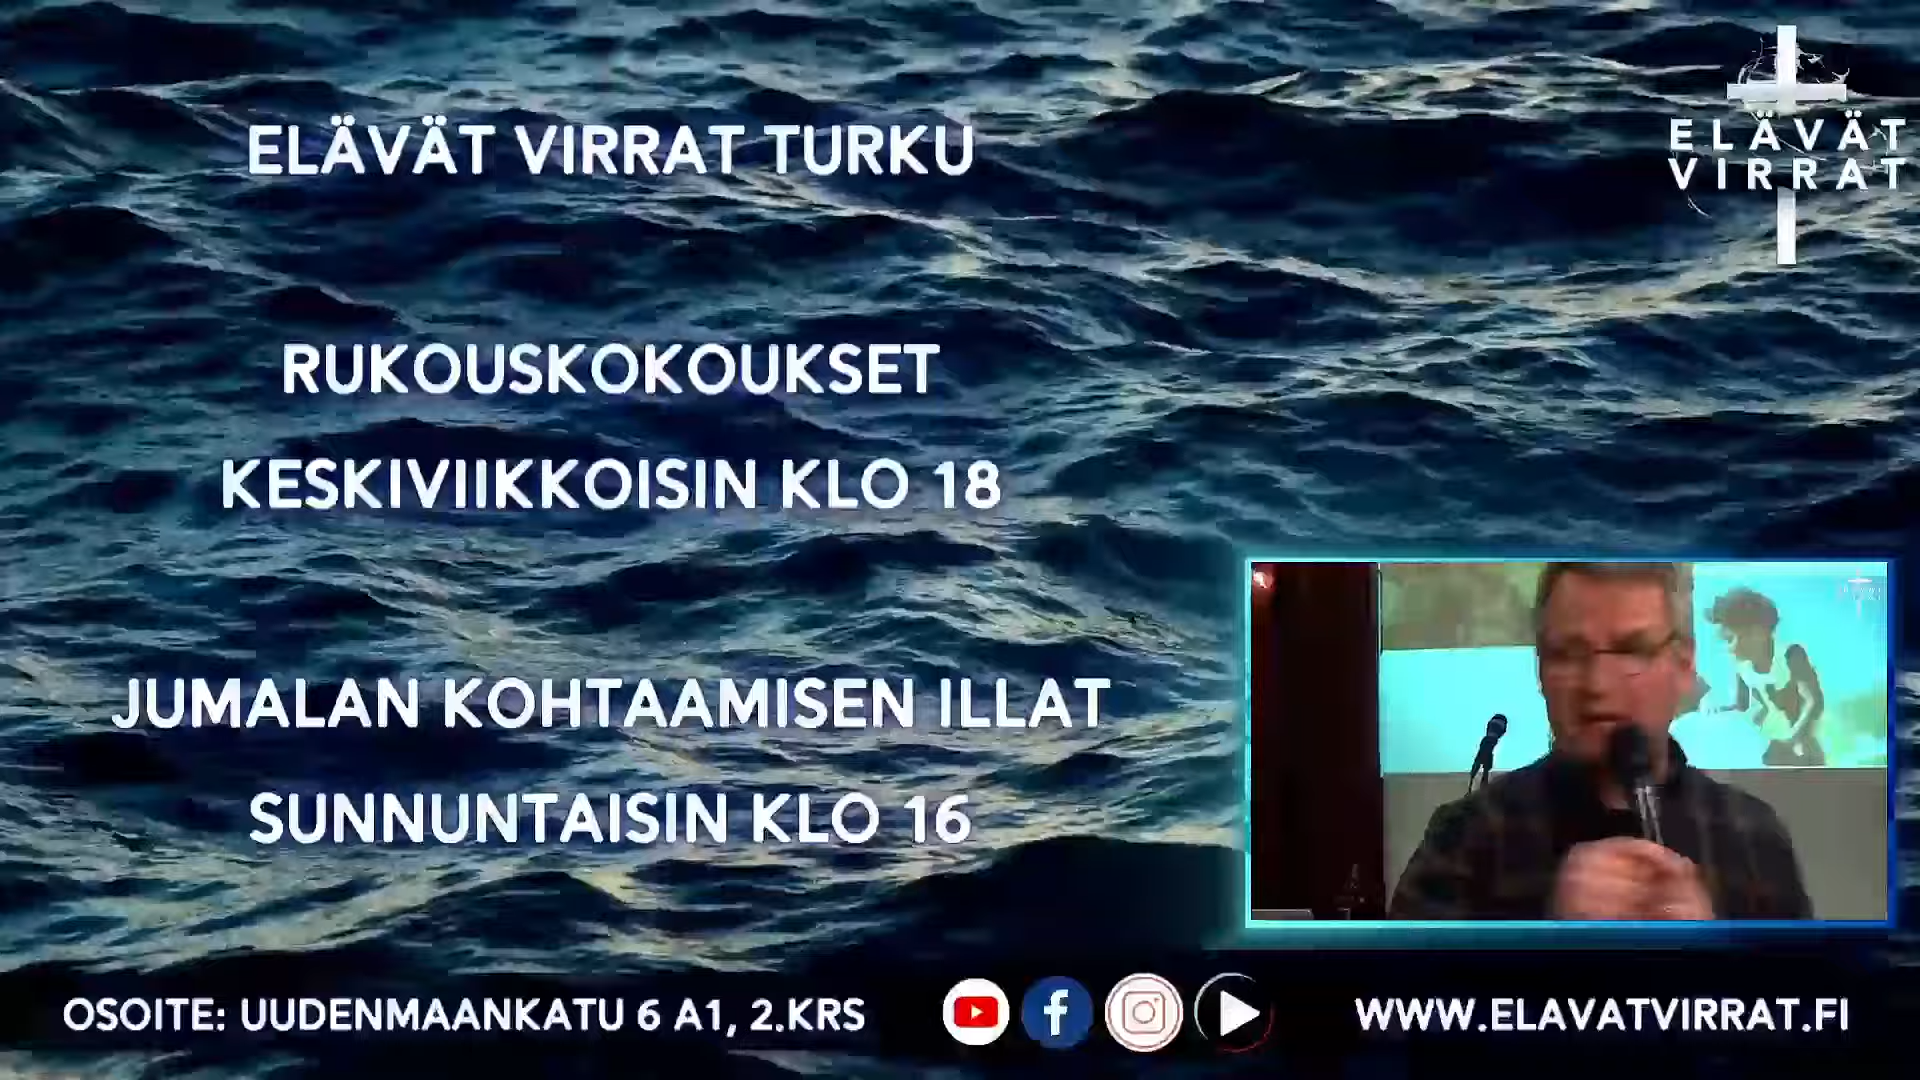 ELÄVÄT VIRRAT TURKU
ELÄVÄT
VIRRAT
RUKOUSKOKOUKSET
KESKIVIIKKOISIN KLO 18
JUMALAN KOHTAAMISEN ILLAT
SUNNUNTAISIN KLO 16
OSOITE: UUDENMAANKATU 6 A1, 2.KRS
WWW.ELAVATVIRRAT.FI